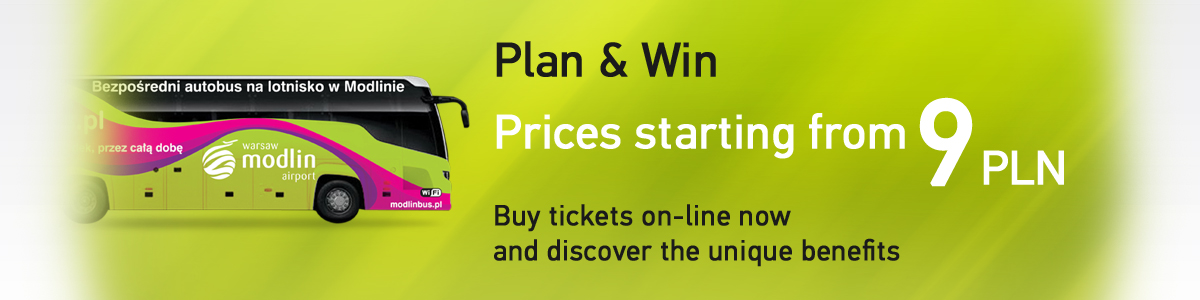 Bezpośredni autobus na lotnisko w Modlinie
.pl
przez całą dobę
warsaw
modlin
airport
WiFi
modlinbus.pl
Plan & Win
Prices starting from 9 PLN
Buy tickets on-line now
and discover the unique benefits